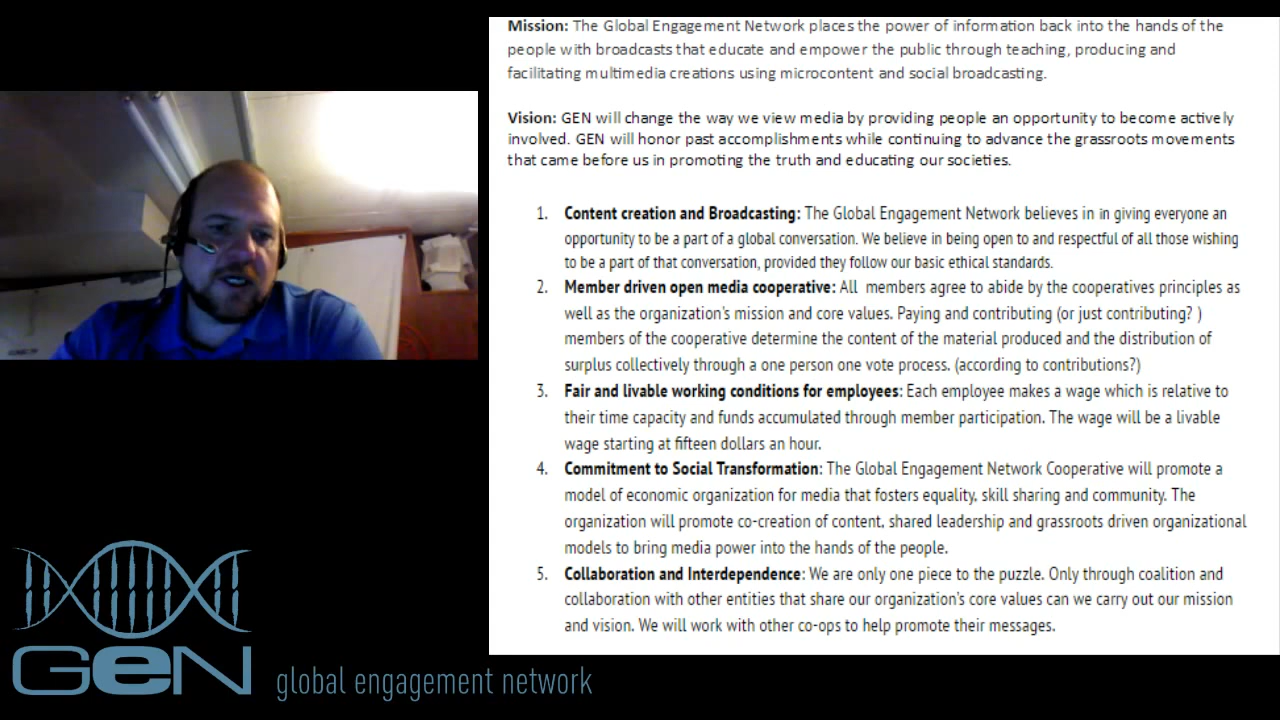 Mission: The Global Engagement Network places the power of information back into the hands of the
people with broadcasts that educate and empower the public through teaching, producing and
facilitating multimedia creations using microcontent and social broadcasting.
Vision: GEN will change the way we view media by providing people an opportunity to become actively
involved. GEN will honor past accomplishments while continuing to advance the grassroots movements
that came before us in promoting the truth and educating our societies.
1. Content creation and Broadcasting: The Global Engagement Network believes in in giving everyone an
opportunity to be a part of a global conversation. We believe in being open to and respectful of all those wishing
to be a part of that conversation, provided they follow our basic ethical standards.
2. Member driven open media cooperative: All members agree to abide by the cooperatives principles as
well as the organization's mission and core values. Paying and contributing (or just contributing? )
members of the cooperative determine the content of the material produced and the distribution of
surplus collectively through a one person one vote process. (according to contributions?)
3. Fair and livable working conditions for employees: Each employee makes a wage which is relative to
their time capacity and funds accumulated through member participation. The wage will be a livable
wage starting at fifteen dollars an hour.
4. Commitment to Social Transformation: The Global Engagement Network Cooperative will promote a
model of economic organization for media that fosters equality, skill sharing and community. The
organization will promote co-creation of content, shared leadership and grassroots driven organizational
models to bring media power into the hands of the people.
5. Collaboration and Interdependence: We are only one piece to the puzzle. Only through coalition and
collaboration with other entities that share our organization's core values can we carry out our mission
and vision. We will work with other co-ops to help promote their messages.
GeN global engagement network